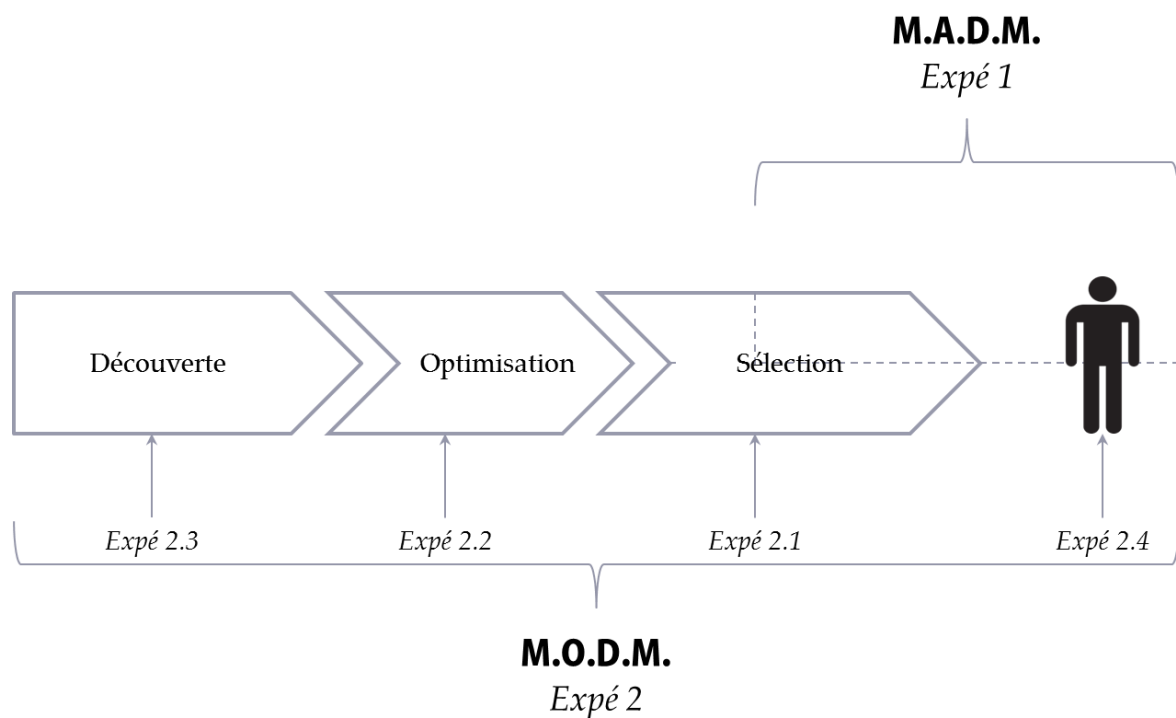 M.A.D.M.
Expé 1
Découverte
Optimisation
Sélection
Expé 2.3
Expé 2.2
Expé 2.1
Expé 2.4
M.O.D.M.
Expé 2